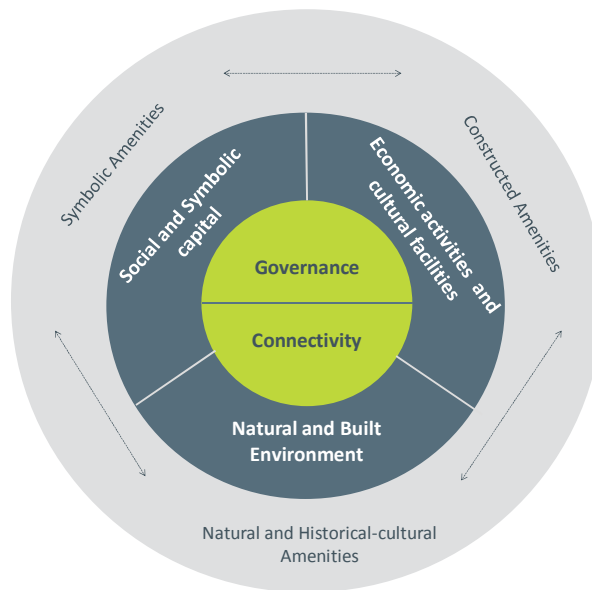 Symbolic Amenities
Constructed Amenities
Social and Symbolic
capital
Economic activities and
cultural facilities
Governance
Connectivity
Natural and Built
Environment
Natural and Historical-cultural
Amenities